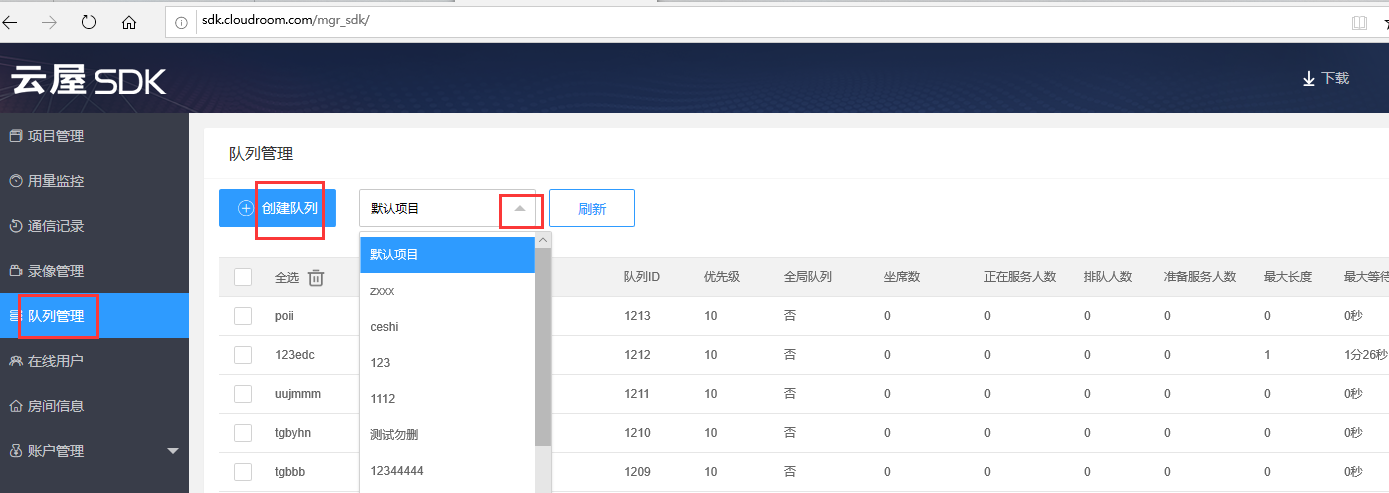 sdk.cloudroom.com/mgr_sdk/
云屋 SDK
下载
项目管理
用量监控
通信记录
录像管理
队列管理
在线用户
房间信息
账户管理
队列管理
创建队列 默认项目 刷新
默认项目
zxxx
ceshi
123
1112
测试勿删
12344444
全选 队列ID 优先级 全局队列 坐席数 正在服务人数 排队人数 准备服务人数 最大长度 最大等待
poii 1213 10 否 0 0 0 0 0 0秒
123edc 1212 10 否 0 0 0 0 1 1分26秒
uujmmm 1211 10 否 0 0 0 0 0 0秒
tgbyhn 1210 10 否 0 0 0 0 0 0秒
tgbbb 1209 10 否 0 0 0 0 0 0秒